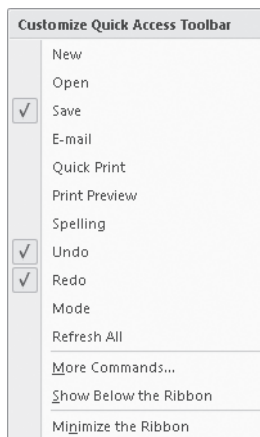 Customize Quick Access Toolbar
New
Open
Save
E-mail
Quick Print
Print Preview
Spelling
Undo
Redo
Mode
Refresh All
More Commands...
Show Below the Ribbon
Minimize the Ribbon